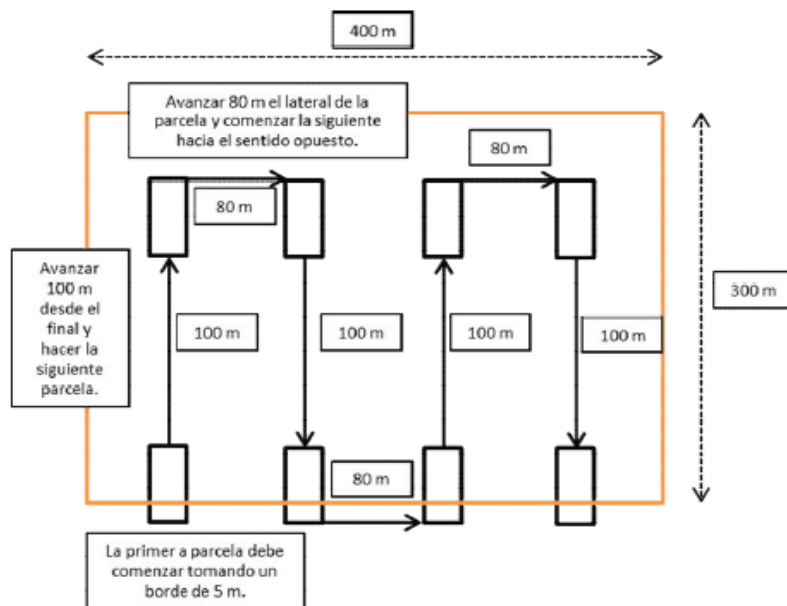 400 m
Avanzar 80 m el lateral de la
parcela y comenzar la siguiente
hacia el sentido opuesto.
80 m
80 m
Avanzar
100 m
desde el
final y
hacer la
siguiente
parcela.
300 m
100 m
100 m
100 m
100 m
80 m
La primer a parcela debe
comenzar tomando un
borde de 5 m.